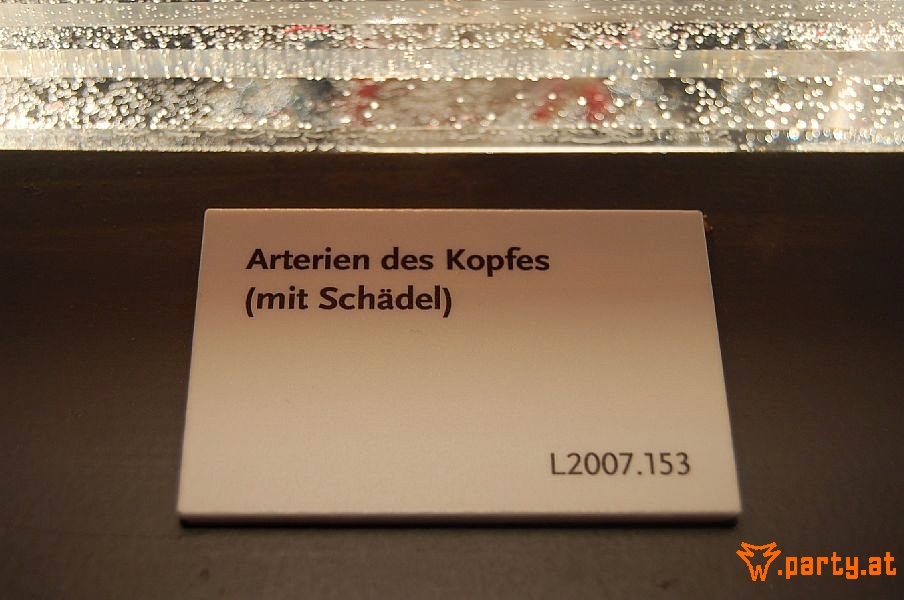 Arterien des Kopfes
(mit Schädel)
L2007.153
W.party.at